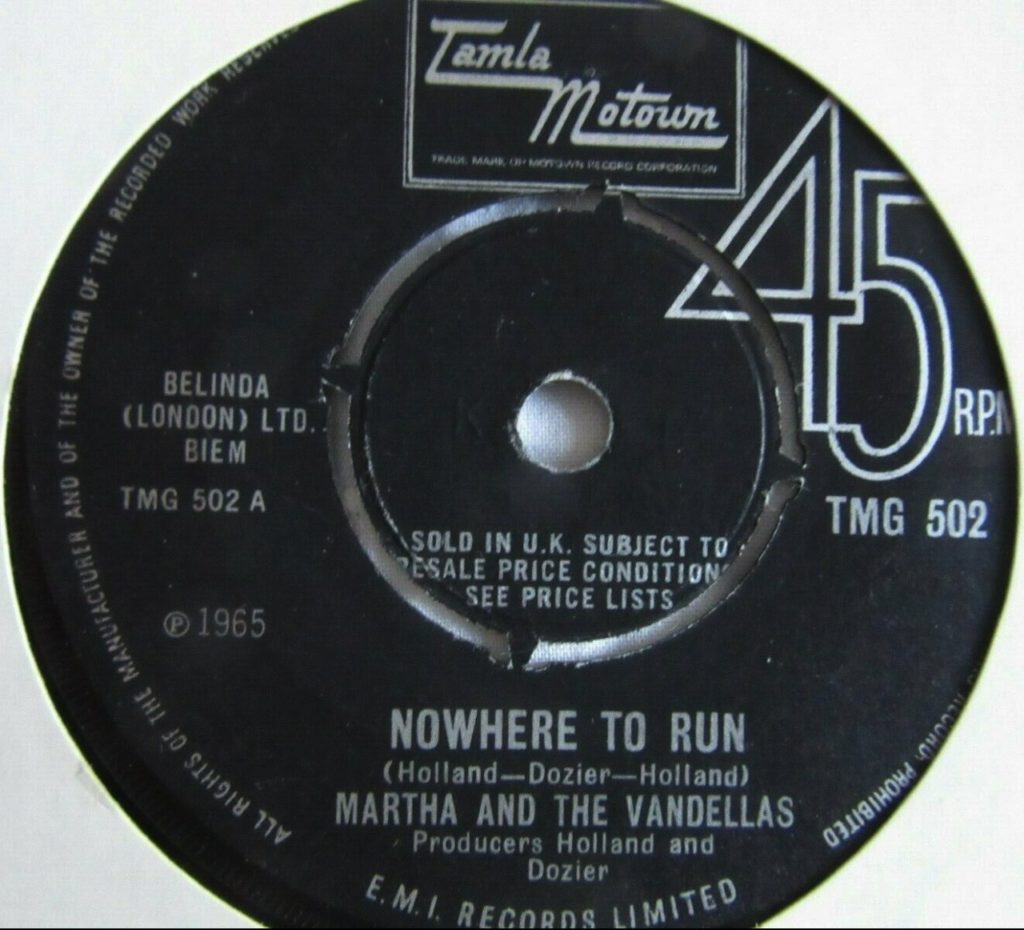 Tamla
Motown
TRADE MARK OF MOTOWN RECORD CORPORATION
45
R.P.M
TMG 502
BELINDA
(LONDON) LTD.
BIEM
TMG 502 A
℗ 1965
SOLD IN U.K. SUBJECT TO
RESALE PRICE CONDITIONS
SEE PRICE LISTS
NOWHERE TO RUN
(Holland—Dozier—Holland)
MARTHA AND THE VANDELLAS
Producers Holland and
Dozier
E.M.I. RECORDS LIMITED
ALL RIGHTS OF THE MANUFACTURER AND OF THE OWNER OF THE RECORDED WORK RESERVED
RECORD PROHIBITED